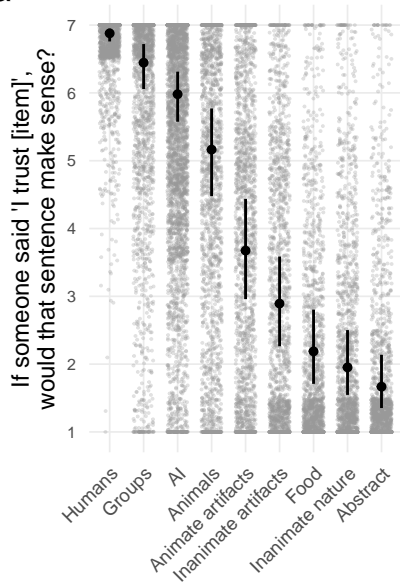 If someone said 'I trust [item]',
would that sentence make sense?
7
6
5
4
3
2
1
Humans
Groups
AI
Animals
Animate artifacts
Inanimate artifacts
Food
Inanimate nature
Abstract